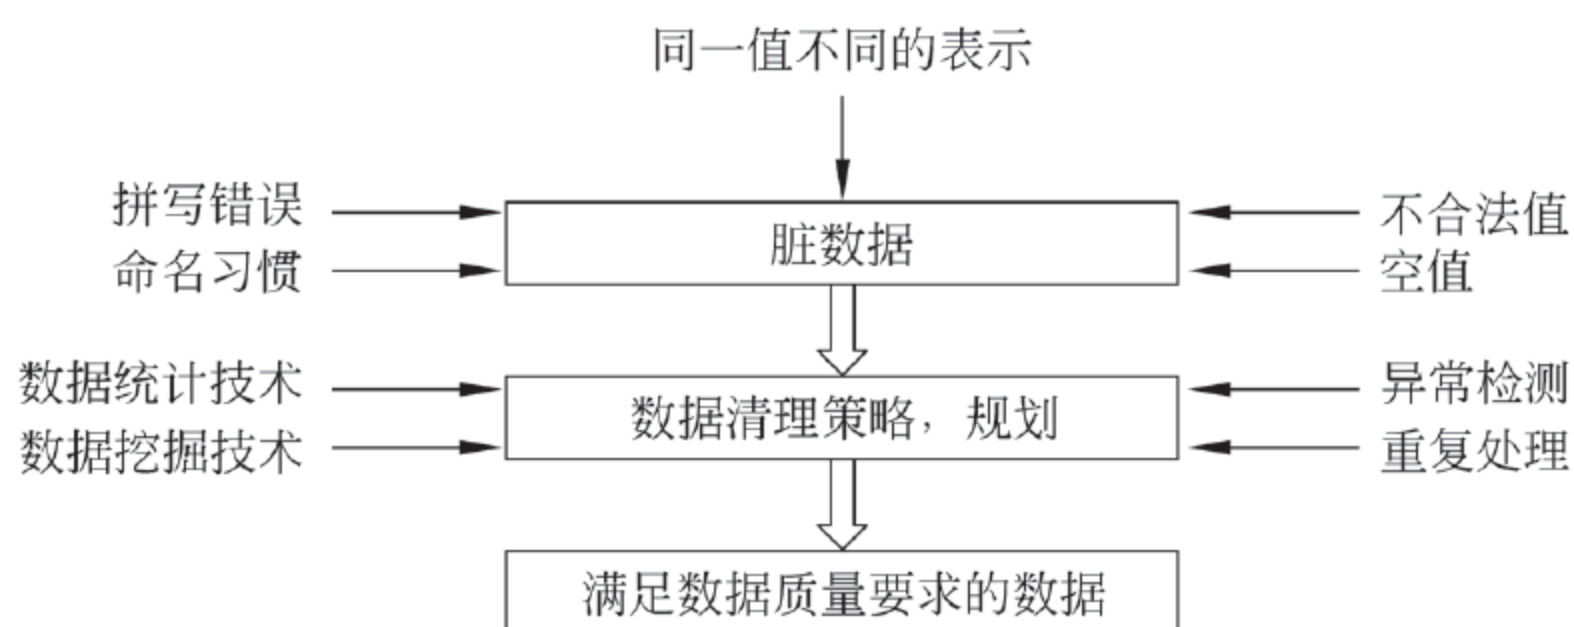 同一值不同的表示
拼写错误
不合法值
脏数据
命名习惯
空值
数据统计技术
异常检测
数据清理策略，规划
数据挖掘技术
重复处理
满足数据质量要求的数据